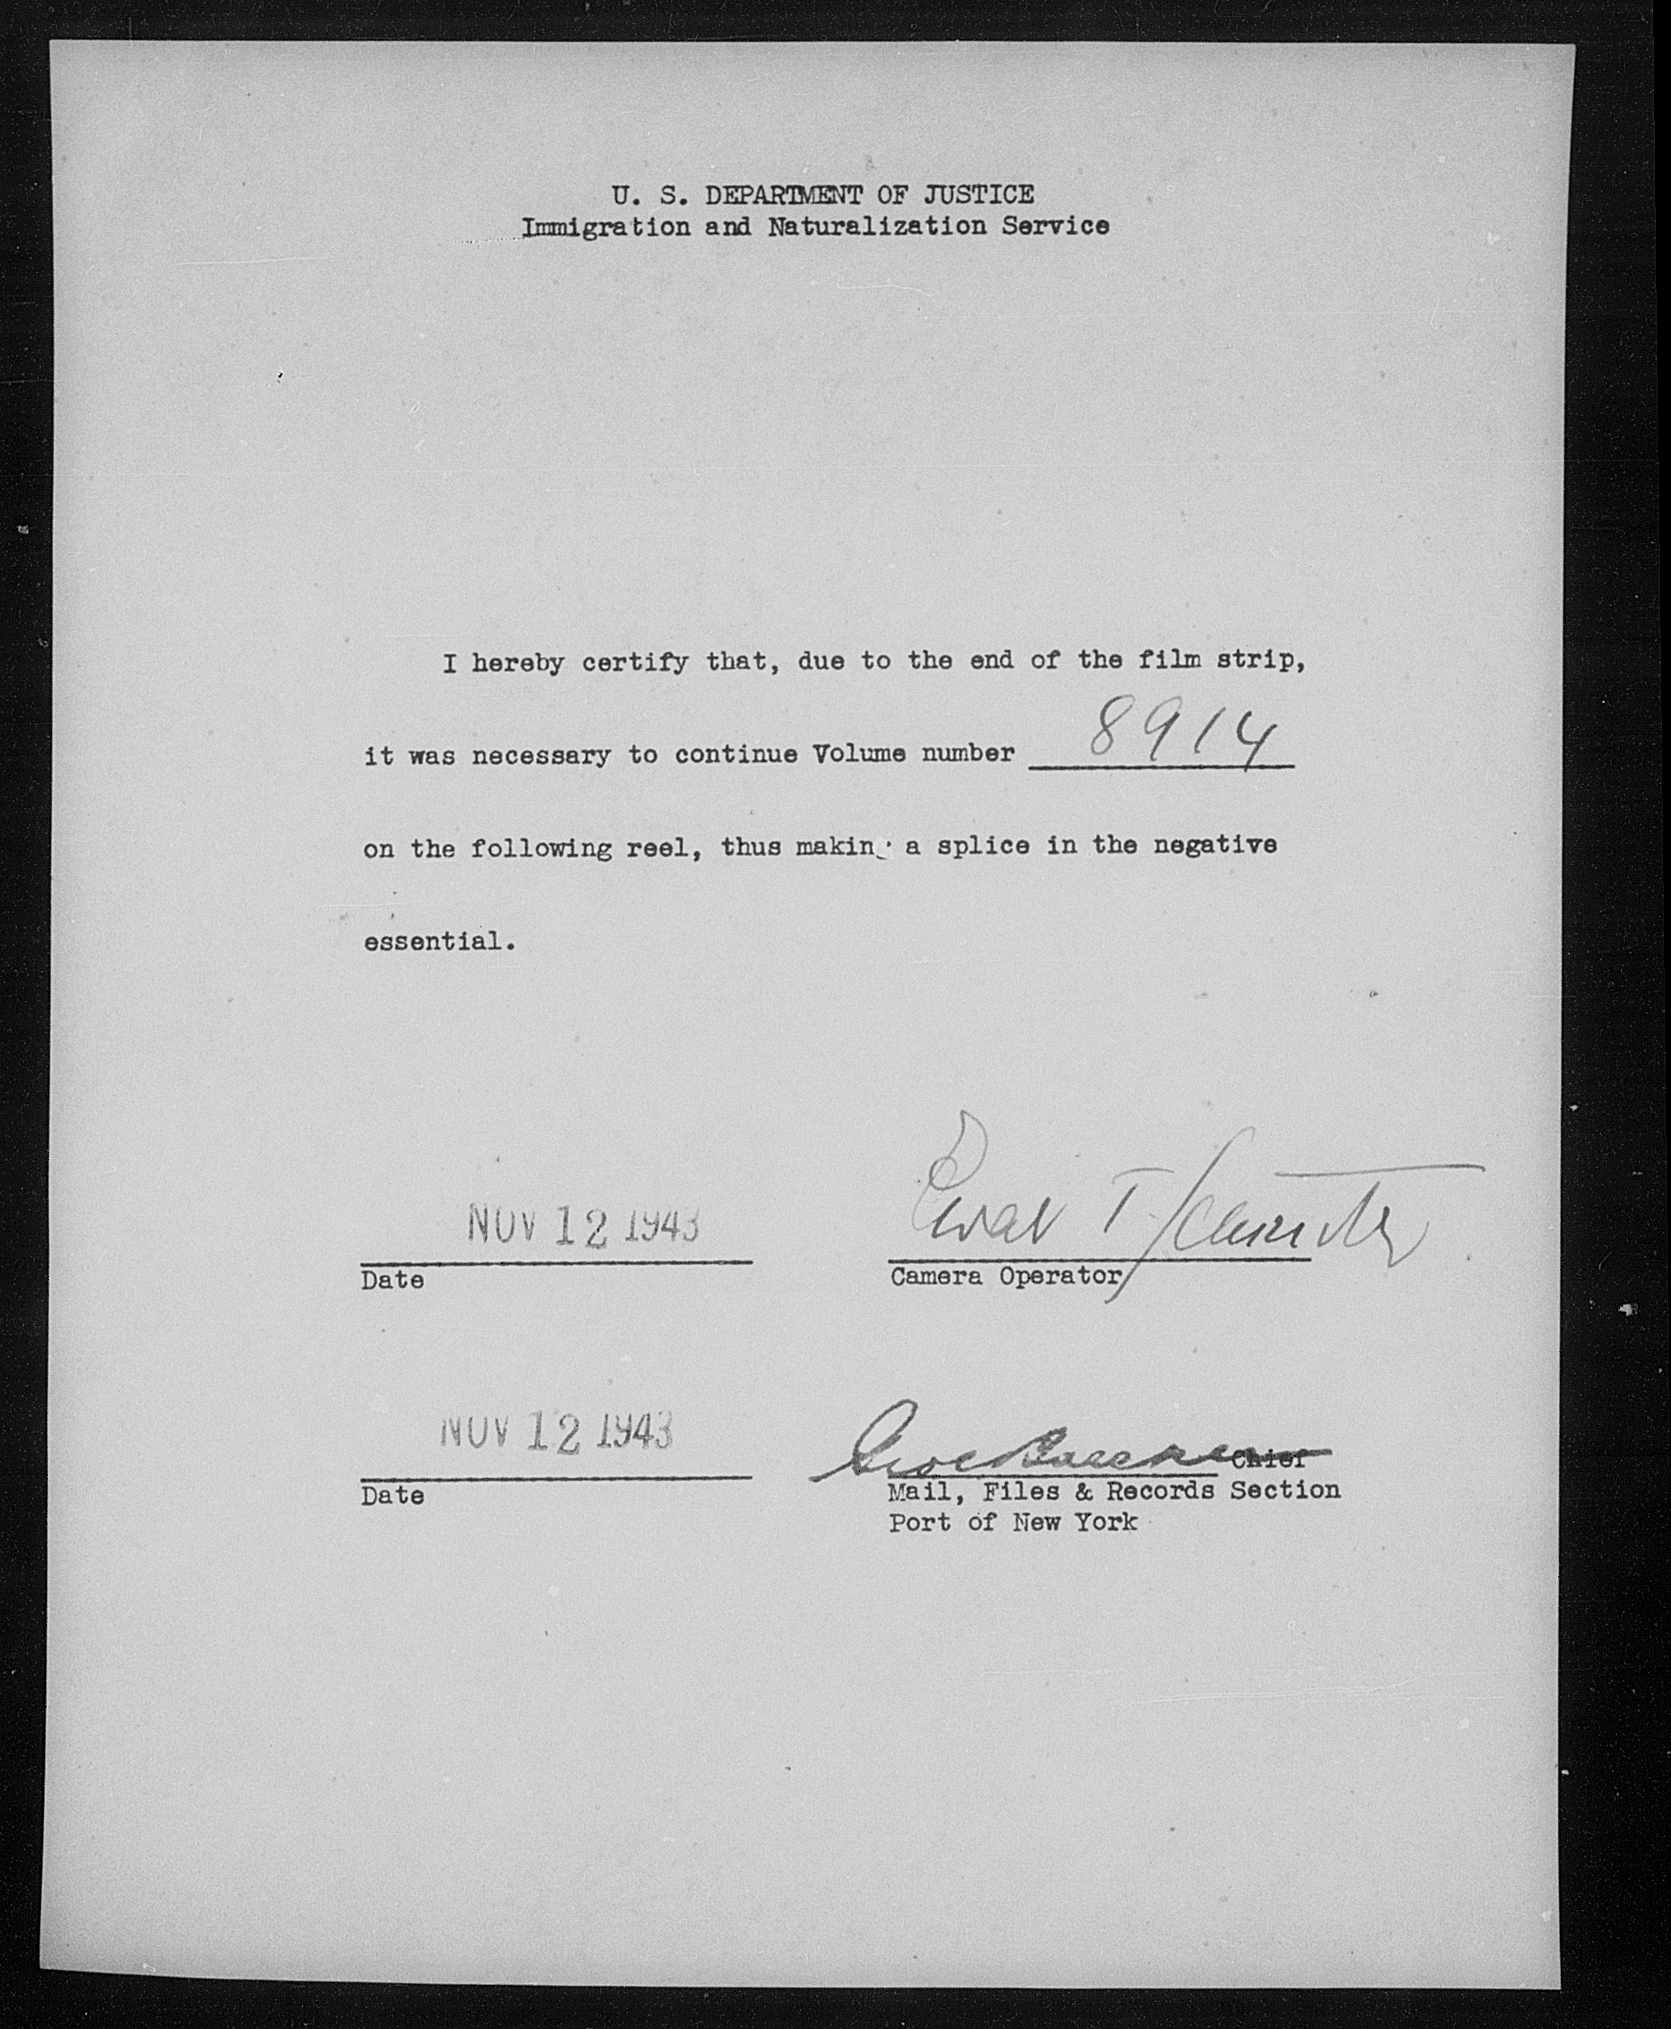 U. S. DEPARTMENT OF JUSTICE
Immigration and Naturalization Service
I hereby certify that, due to the end of the film strip,
it was necessary to continue Volume number 8914
on the following reel, thus making a splice in the negative
essential.
NOV 12 1943
Date
T.
Camera Operator
NOV 12 1943
Date
Chief
Mail, Files & Records Section
Port of New York